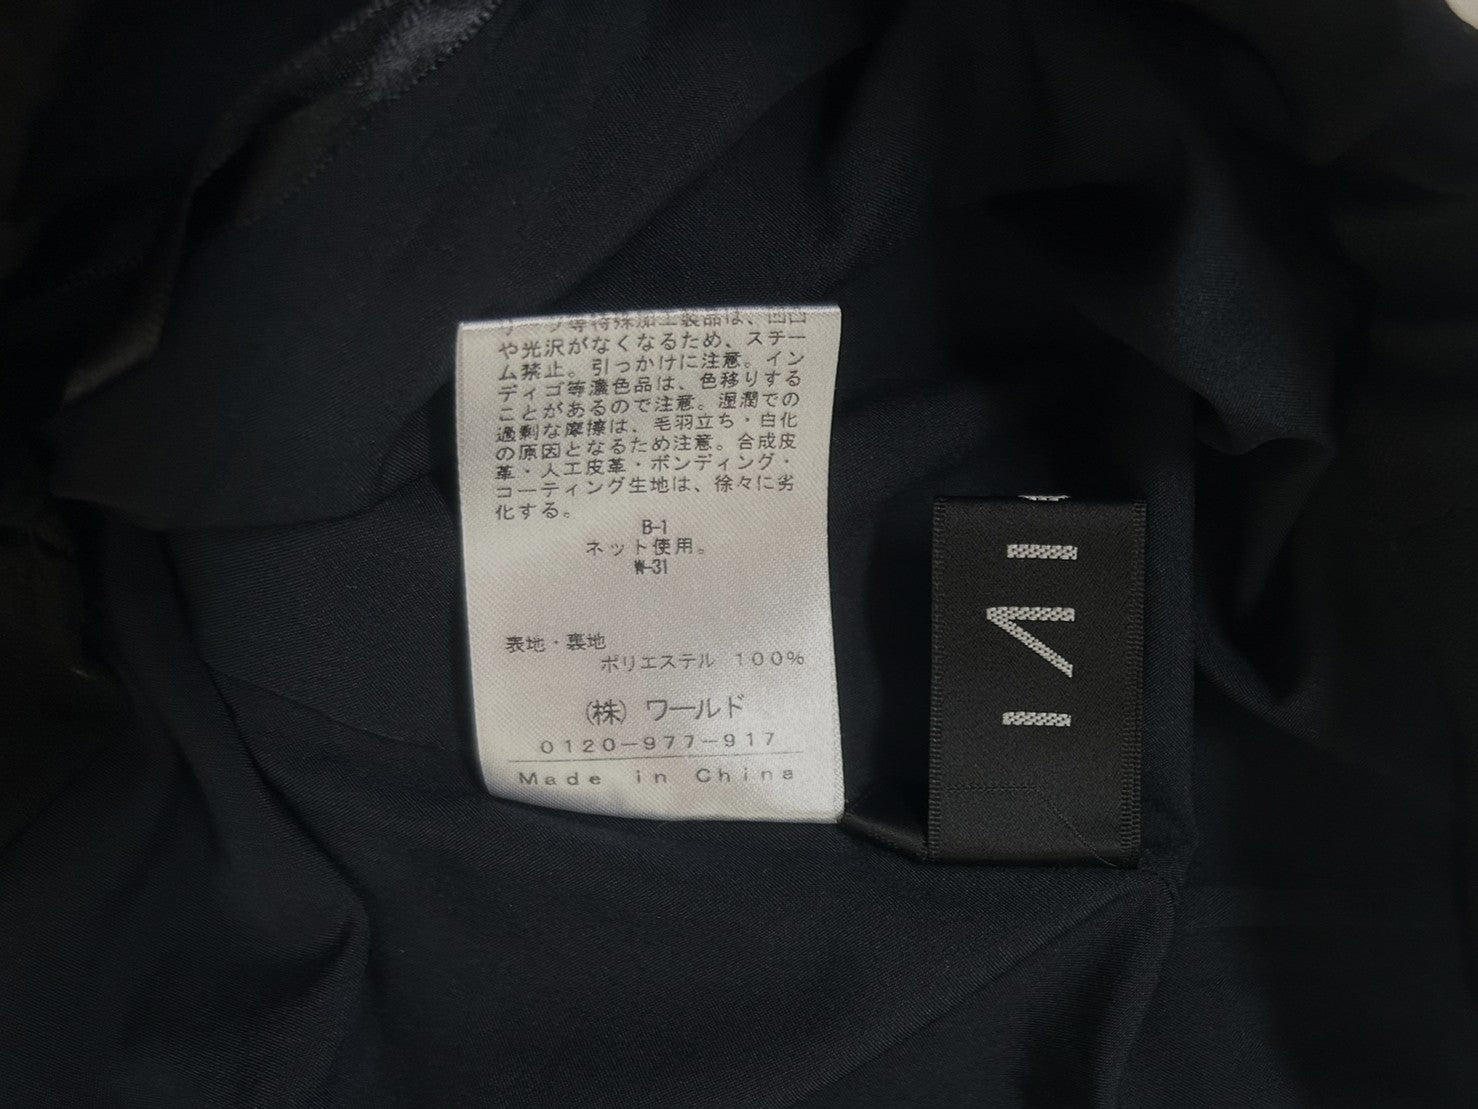 や光沢がなくなるため、スチー
ム禁止。引っかけに注意。イン
ディゴ等濃色品は、色移りする
ことがあるので注意。湿潤での
過剰な摩擦は、毛羽立ち・白化
の原因となるため注意。合成皮
革・人工皮革・ボンディング・
コーティング生地は、徐々に劣
化する。
B-1
ネット使用。
W-31
表地・裏地
ポリエステル 100%
(株) ワールド
0120-977-917
Made in China